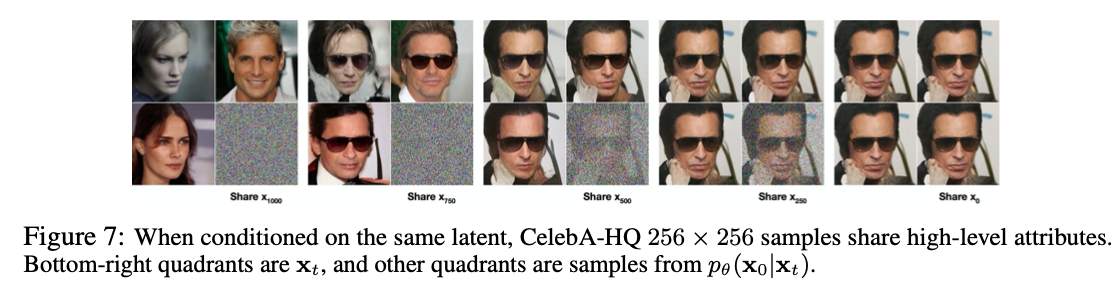 Share x₁₀₀₀ Share x₇₅₀ Share x₅₀₀ Share x₂₅₀ Share x₀
Figure 7: When conditioned on the same latent, CelebA-HQ 256 × 256 samples share high-level attributes.
Bottom-right quadrants are xₜ, and other quadrants are samples from pθ(x₀|xₜ).